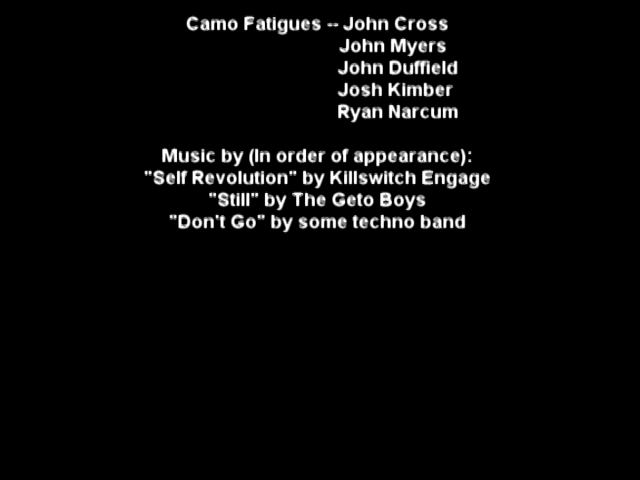 Camo Fatigues -- John Cross
John Myers
John Duffield
Josh Kimber
Ryan Narcum
Music by (In order of appearance):
"Self Revolution" by Killswitch Engage
"Still" by The Geto Boys
"Don't Go" by some techno band